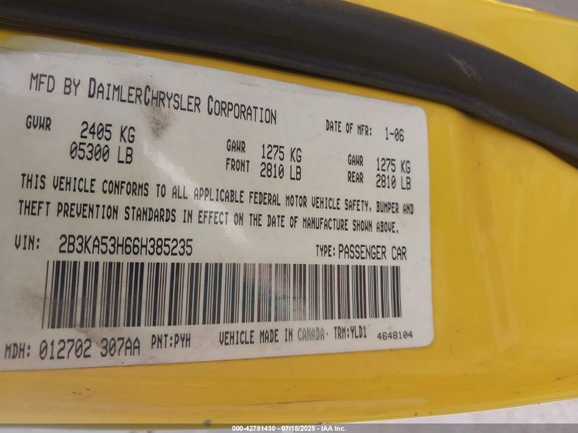 MFD BY DAIMLERCHRYSLER CORPORATION
DATE OF MFR: 1-06
GVWR 2405 KG 05300 LB
GAWR FRONT 1275 KG 2810 LB
GAWR REAR 1275 KG 2810 LB
THIS VEHICLE CONFORMS TO ALL APPLICABLE FEDERAL MOTOR VEHICLE SAFETY, BUMPER AND
THEFT PREVENTION STANDARDS IN EFFECT ON THE DATE OF MANUFACTURE SHOWN ABOVE.
VIN: 2B3KA53H66H385235 TYPE: PASSENGER CAR
MDH: 012702 307AA PNT:PYH VEHICLE MADE IN CANADA TRM:YLD1 4648104
000-42781430 - 07/18/2025 - IAA Inc.